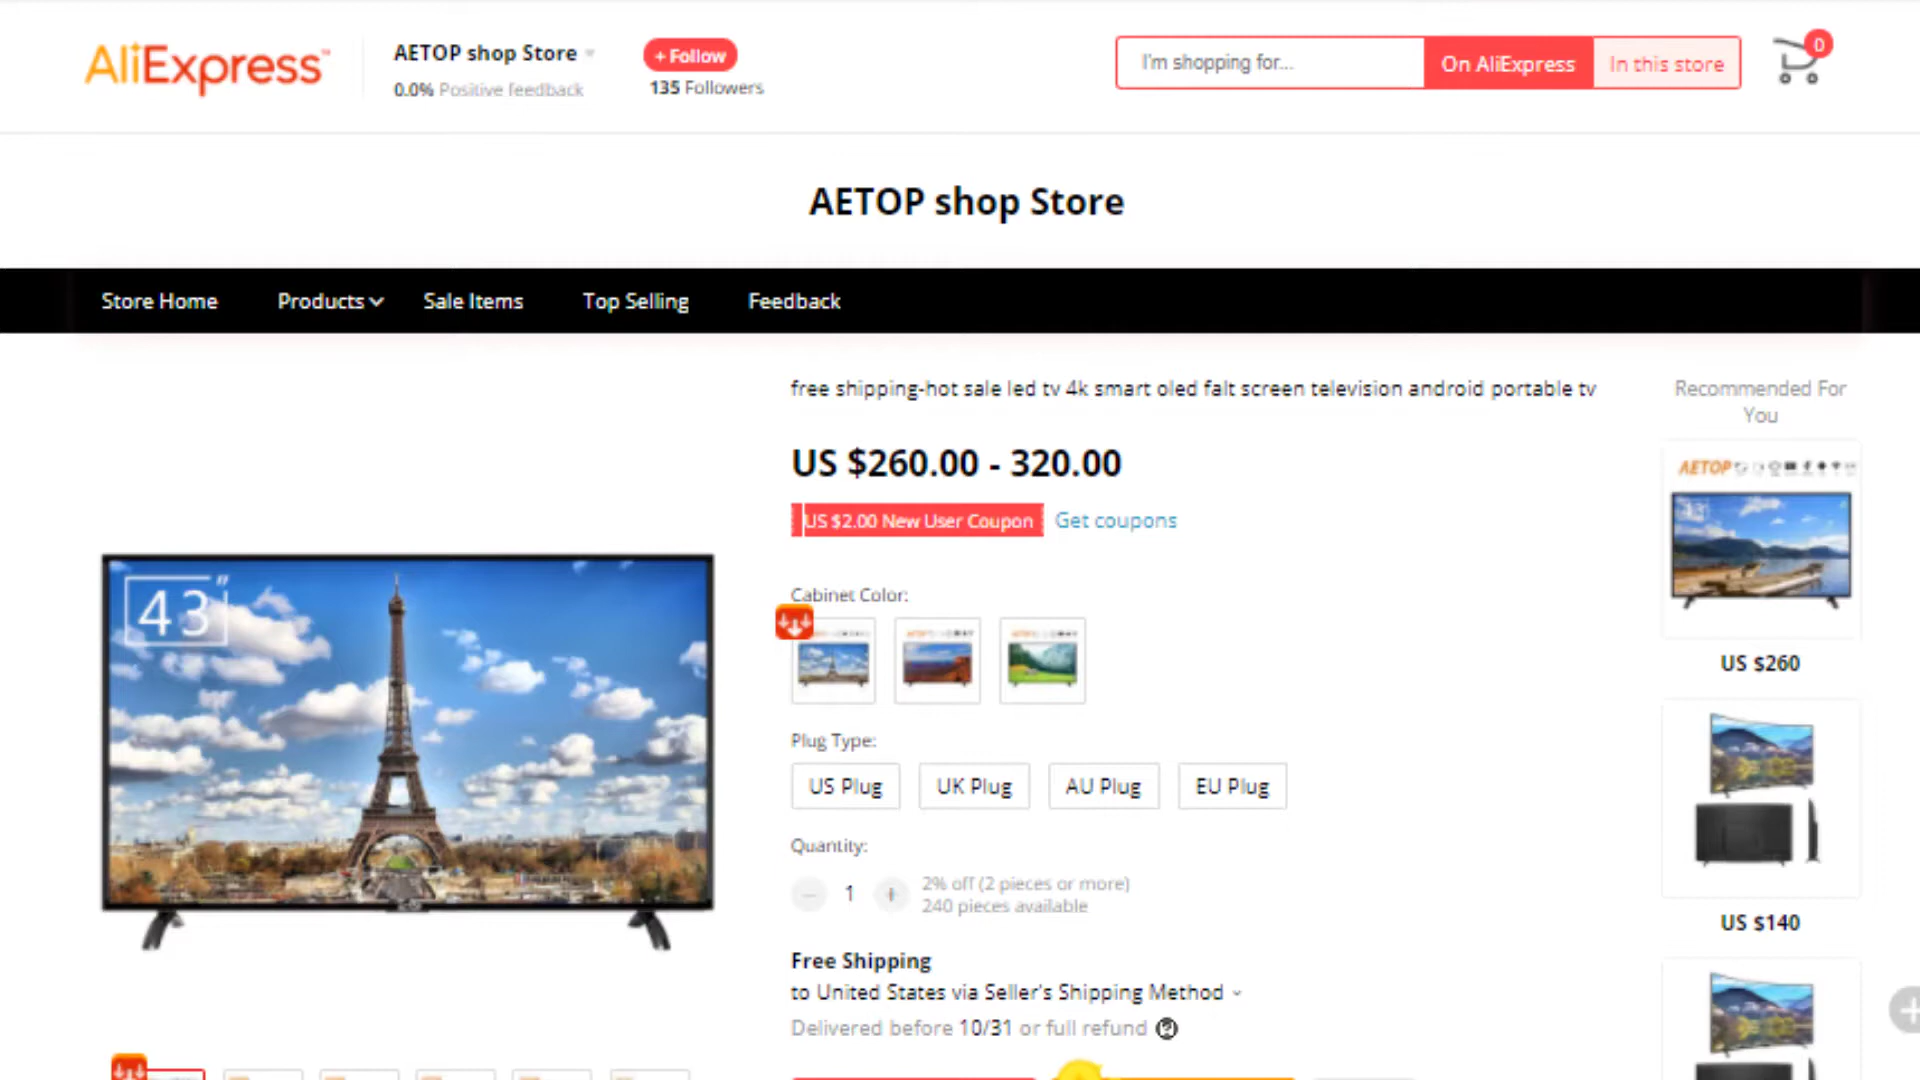 AliExpress™
AETOP shop Store
0.0% Positive feedback
+ Follow
135 Followers
I'm shopping for...
On AliExpress
In this store
0
AETOP shop Store
Store Home
Products
Sale Items
Top Selling
Feedback
free shipping-hot sale led tv 4k smart oled falt screen television android portable tv
US $260.00 - 320.00
US $2.00 New User Coupon
Get coupons
Cabinet Color:
Plug Type:
US Plug
UK Plug
AU Plug
EU Plug
Quantity:
1
2% off (2 pieces or more)
240 pieces available
Free Shipping
to United States via Seller's Shipping Method
Delivered before 10/31 or full refund
43"
Recommended For
You
AETOP
US $260
US $140